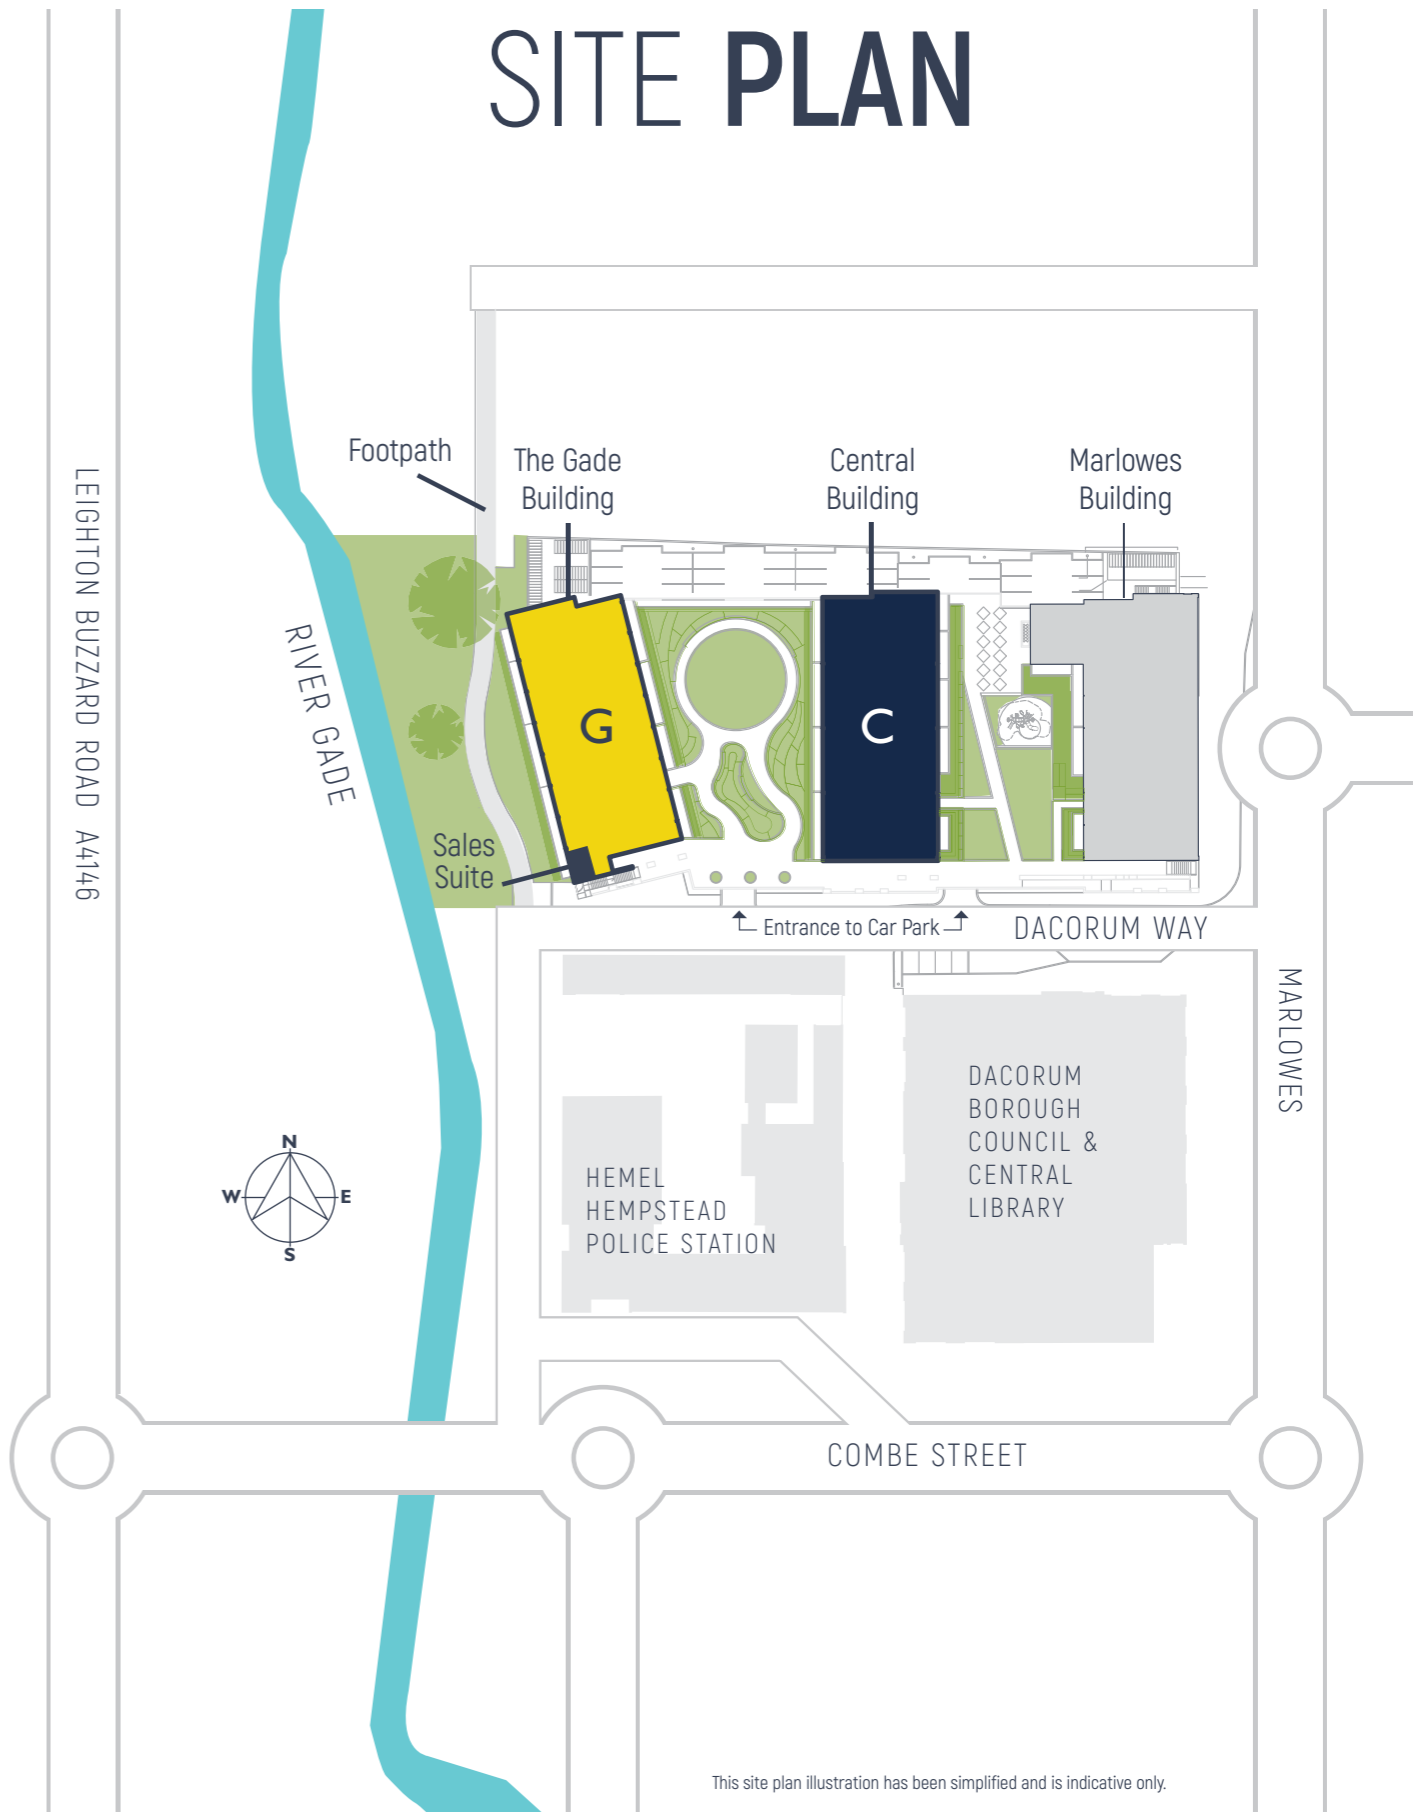 SITE PLAN
Footpath
The Gade
Building
Central
Building
Marlowes
Building
LEIGHTON BUZZARD ROAD A4146
RIVER GADE
G
C
Sales
Suite
Entrance to Car Park
DACORUM WAY
MARLOWES
DACORUM
BOROUGH
COUNCIL &
CENTRAL
LIBRARY
HEMEL
HEMPSTEAD
POLICE STATION
N
W
E
S
COMBE STREET
This site plan illustration has been simplified and is indicative only.